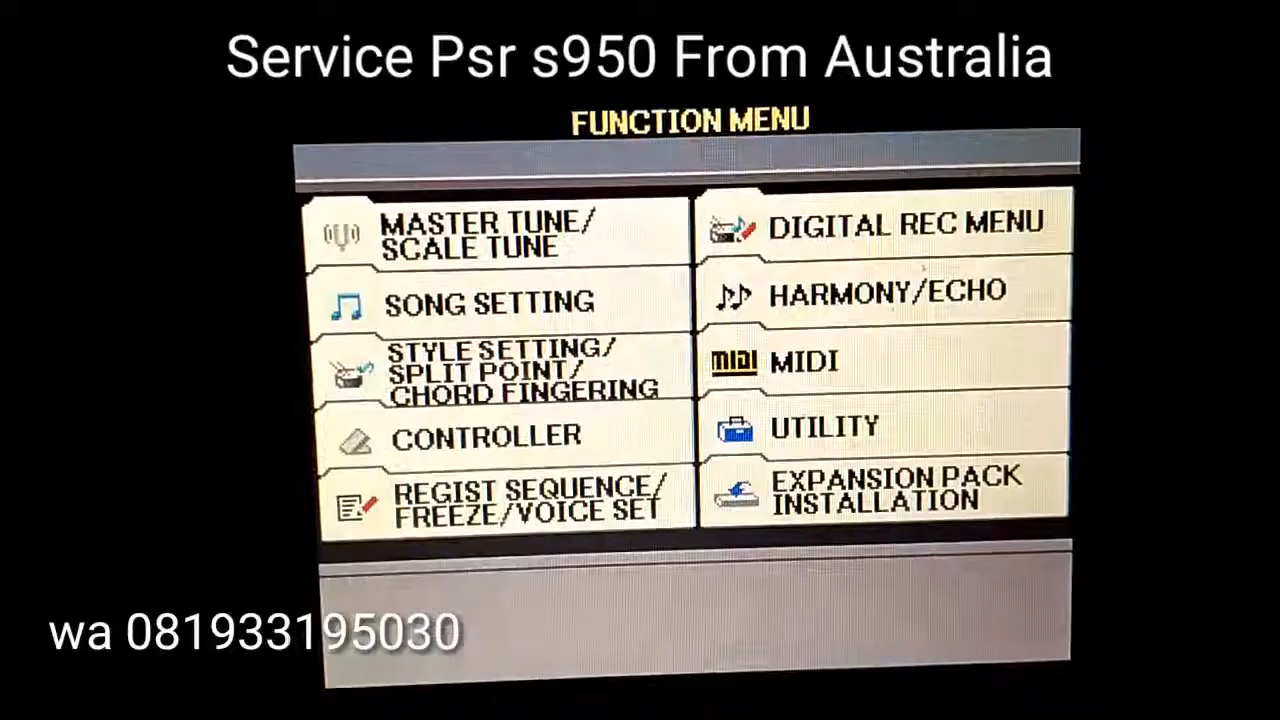 Service Psr s950 From Australia
FUNCTION MENU
MASTER TUNE/
SCALE TUNE
SONG SETTING
STYLE SETTING/
SPLIT POINT/
CHORD FINGERING
CONTROLLER
REGIST SEQUENCE/
FREEZE/VOICE SET
DIGITAL REC MENU
HARMONY/ECHO
MIDI MIDI
UTILITY
EXPANSION PACK
INSTALLATION
wa 081933195030